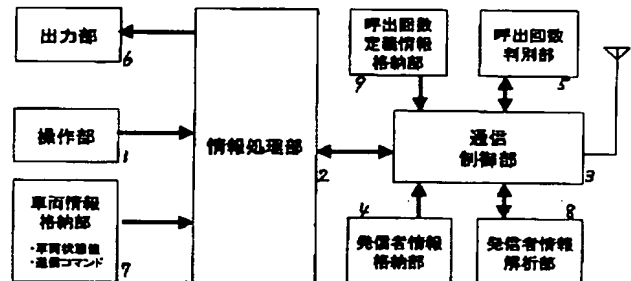 出力部
6
操作部
1
車両情報
格納部
・車両状態値
・通信コマンド
7
情報処理部
2
呼出回数
定義情報
格納部
9
呼出回数
判別部
5
通信
制御部
3
4
発信者情報
格納部
8
発信者情報
解析部